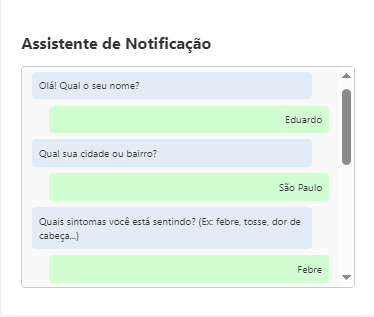 Assistente de Notificação
Olá! Qual o seu nome?
Eduardo
Qual sua cidade ou bairro?
São Paulo
Quais sintomas você está sentindo? (Ex: febre, tosse, dor de
cabeça...)
Febre